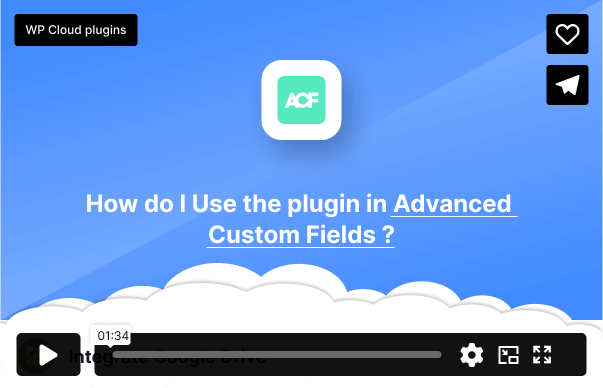 WP Cloud plugins
ACF
How do I Use the plugin in Advanced
Custom Fields ?
01:34
Integrate Google Drive